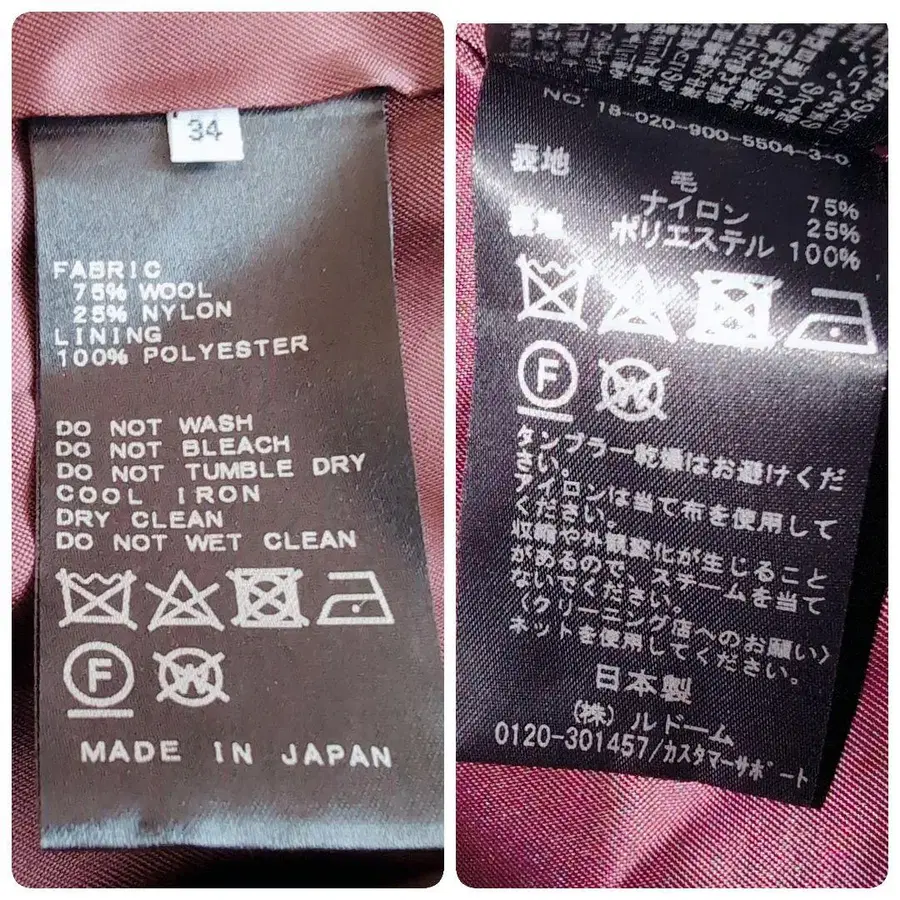 34
FABRIC
75% WOOL
25% NYLON
LINING
100% POLYESTER
DO NOT WASH
DO NOT BLEACH
DO NOT TUMBLE DRY
COOL IRON
DRY CLEAN
DO NOT WET CLEAN
F
W
MADE IN JAPAN
NO. 18-020-900-5504-3-0
表地 毛 75%
ナイロン 25%
ポリエステル 100%
F
W
タンブラー乾燥はお避けくだ
さい。
アイロンは当て布を使用して
ください。
収縮や外観変化が生じること
があるので、スチームを当て
ないでください。
〈クリーニング店へのお願い〉
ネットを使用してください。
日本製
(株) ルドーム
0120-301457/カスタマーサポート